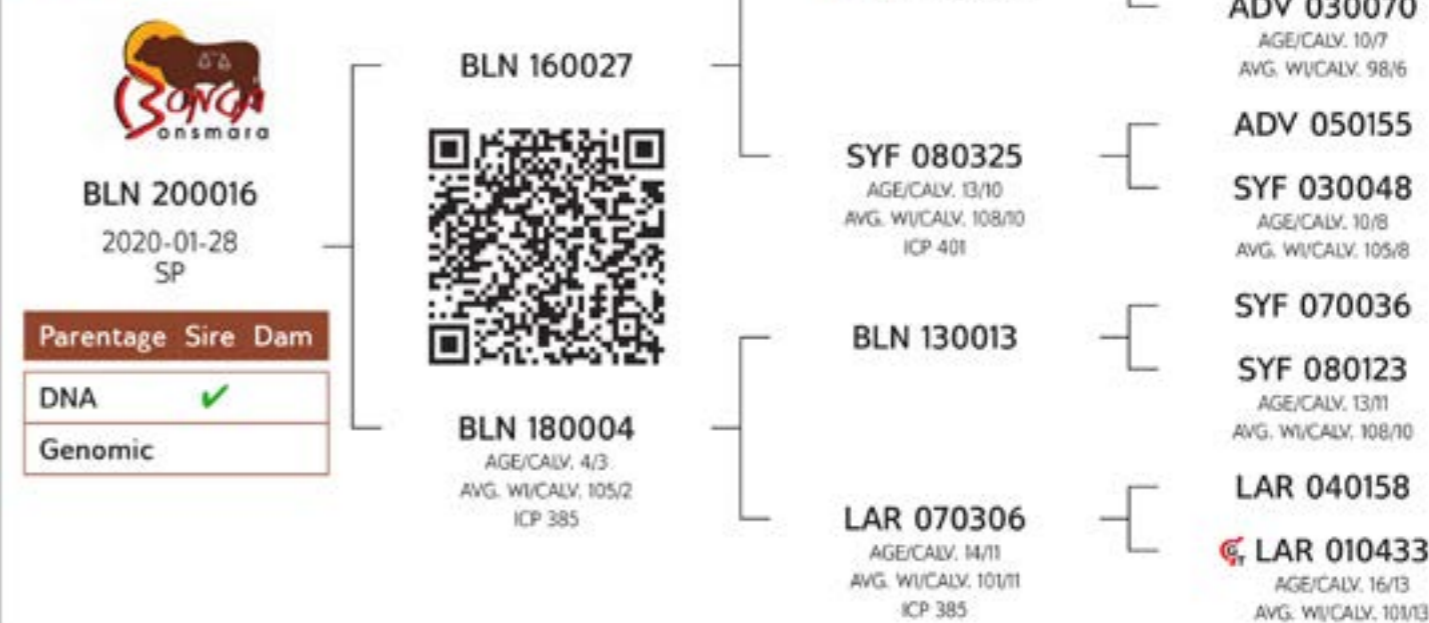 BONGA
onsmara
BLN 200016
2020-01-28
SP
Parentage Sire Dam
DNA ✔
Genomic
BLN 160027
BLN 180004
AGE/CALV. 4/3
AVG. WI/CALV. 105/2
ICP 385
SYF 080325
AGE/CALV. 13/10
AVG. WI/CALV. 108/10
ICP 401
BLN 130013
LAR 070306
AGE/CALV. 14/11
AVG. WI/CALV. 101/11
ICP 385
ADV 030070
AGE/CALV. 10/7
AVG. WI/CALV. 98/6
ADV 050155
SYF 030048
AGE/CALV. 10/8
AVG. WI/CALV. 105/8
SYF 070036
SYF 080123
AGE/CALV. 13/11
AVG. WI/CALV. 108/10
LAR 040158
LAR 010433
AGE/CALV. 16/13
AVG. WI/CALV. 101/13